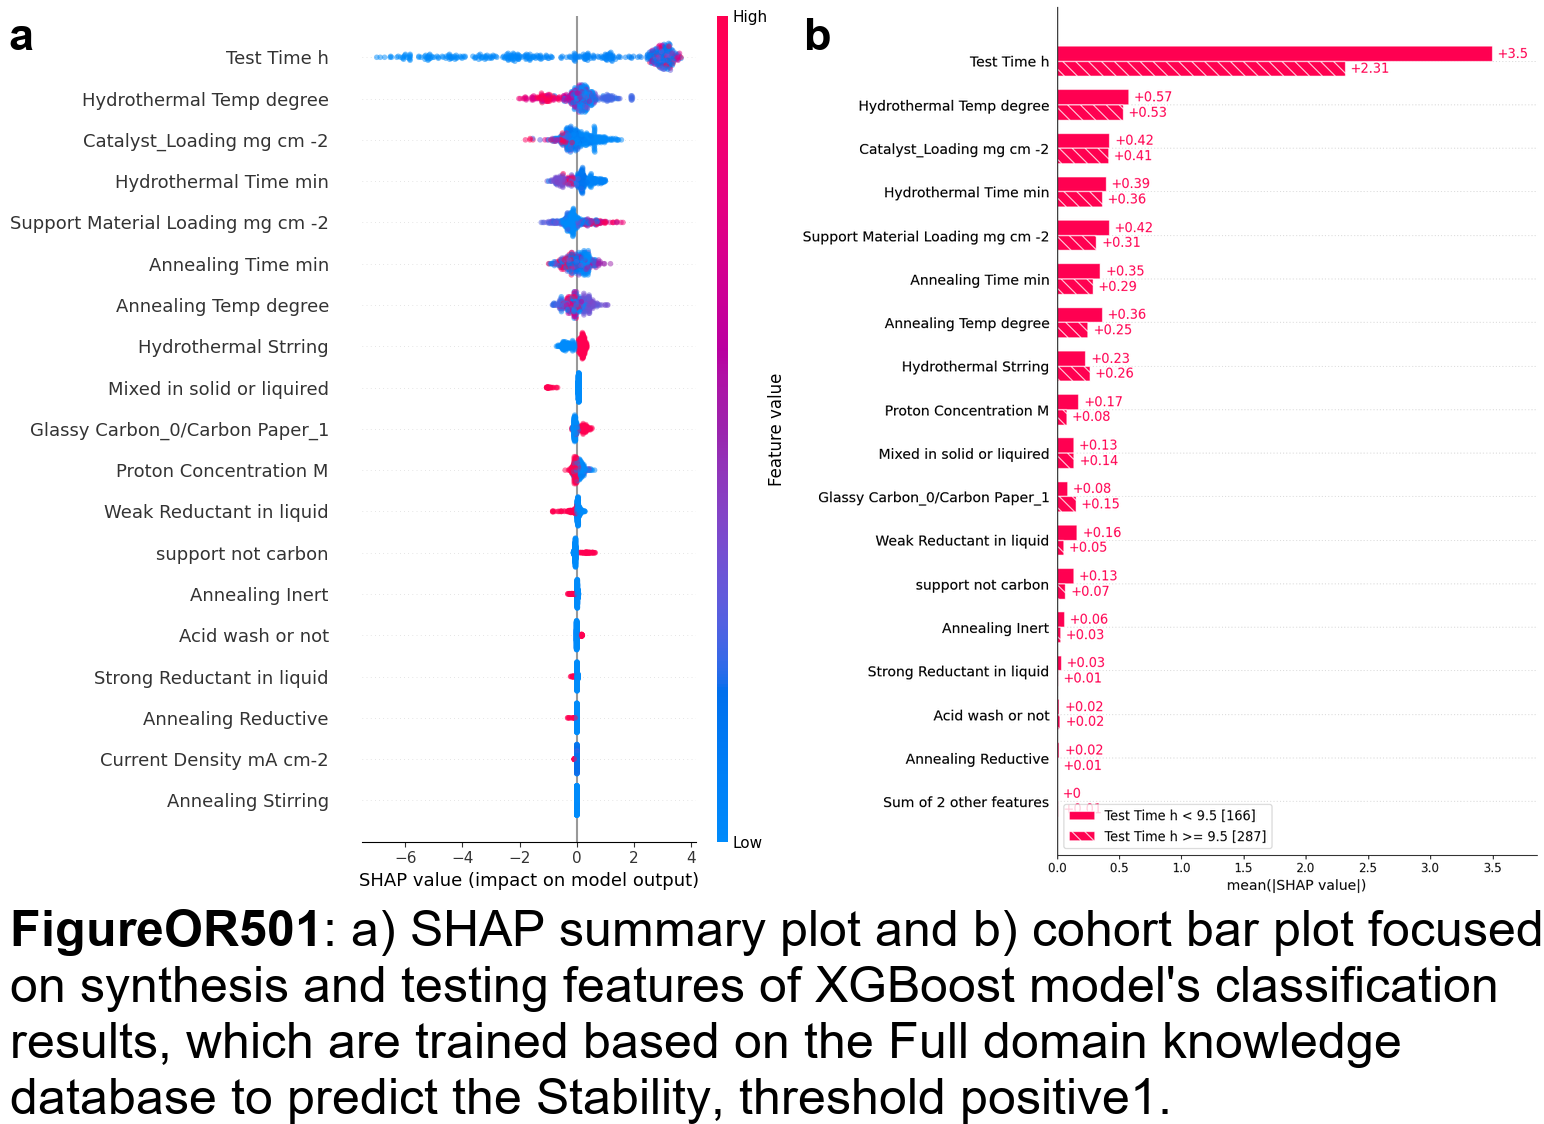 a
Test Time h
Hydrothermal Temp degree
Catalyst_Loading mg cm -2
Hydrothermal Time min
Support Material Loading mg cm -2
Annealing Time min
Annealing Temp degree
Hydrothermal Strring
Mixed in solid or liquired
Glassy Carbon_0/Carbon Paper_1
Proton Concentration M
Weak Reductant in liquid
support not carbon
Annealing Inert
Acid wash or not
Strong Reductant in liquid
Annealing Reductive
Current Density mA cm-2
Annealing Stirring
−6 −4 −2 0 2 4
SHAP value (impact on model output)
High
Feature value
Low
b
Test Time h +3.5
+2.31
Hydrothermal Temp degree +0.57
+0.53
Catalyst_Loading mg cm -2 +0.42
+0.41
Hydrothermal Time min +0.39
+0.36
Support Material Loading mg cm -2 +0.42
+0.31
Annealing Time min +0.35
+0.29
Annealing Temp degree +0.36
+0.25
Hydrothermal Strring +0.23
+0.26
Proton Concentration M +0.17
+0.08
Mixed in solid or liquired +0.13
+0.14
Glassy Carbon_0/Carbon Paper_1 +0.08
+0.15
Weak Reductant in liquid +0.16
+0.05
support not carbon +0.13
+0.07
Annealing Inert +0.06
+0.03
Strong Reductant in liquid +0.03
+0.01
Acid wash or not +0.02
+0.02
Annealing Reductive +0.02
+0.01
Sum of 2 other features +0
+0.01
Test Time h < 9.5 [166]
Test Time h >= 9.5 [287]
0.0 0.5 1.0 1.5 2.0 2.5 3.0 3.5
mean(|SHAP value|)
FigureOR501: a) SHAP summary plot and b) cohort bar plot focused
on synthesis and testing features of XGBoost model's classification
results, which are trained based on the Full domain knowledge
database to predict the Stability, threshold positive1.